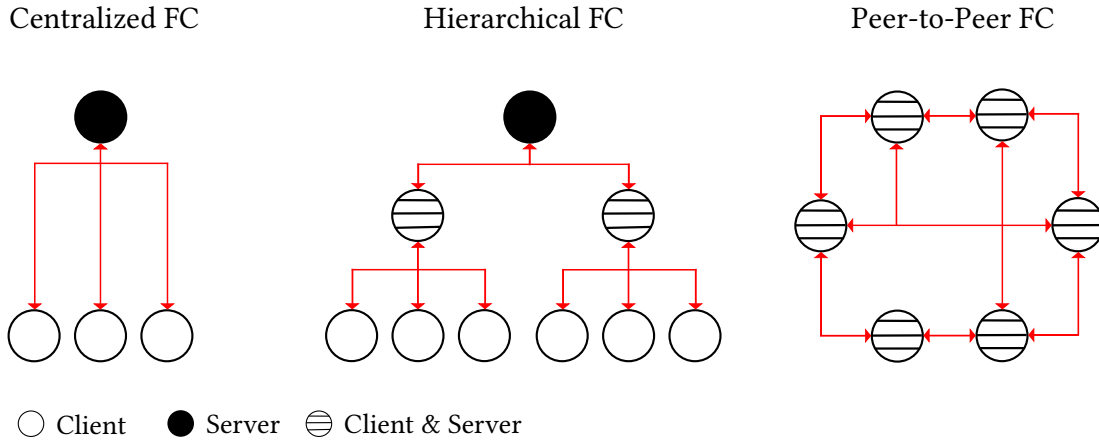 Centralized FC
Hierarchical FC
Peer-to-Peer FC
Client
Server
Client & Server